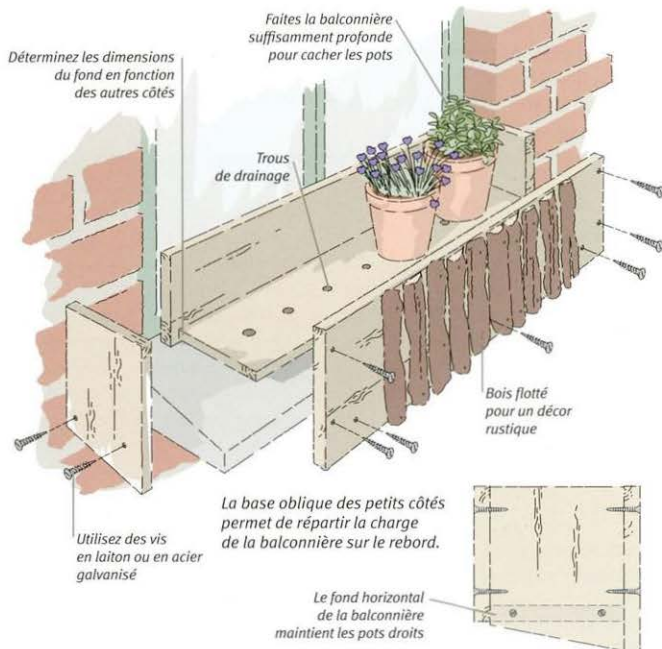 Faites la balconnière
suffisamment profonde
pour cacher les pots
Déterminez les dimensions
du fond en fonction
des autres côtés
Trous
de drainage
Bois flotté
pour un décor
rustique
Utilisez des vis
en laiton ou en acier
galvanisé
La base oblique des petits côtés
permet de répartir la charge
de la balconnière sur le rebord.
Le fond horizontal
de la balconnière
maintient les pots droits